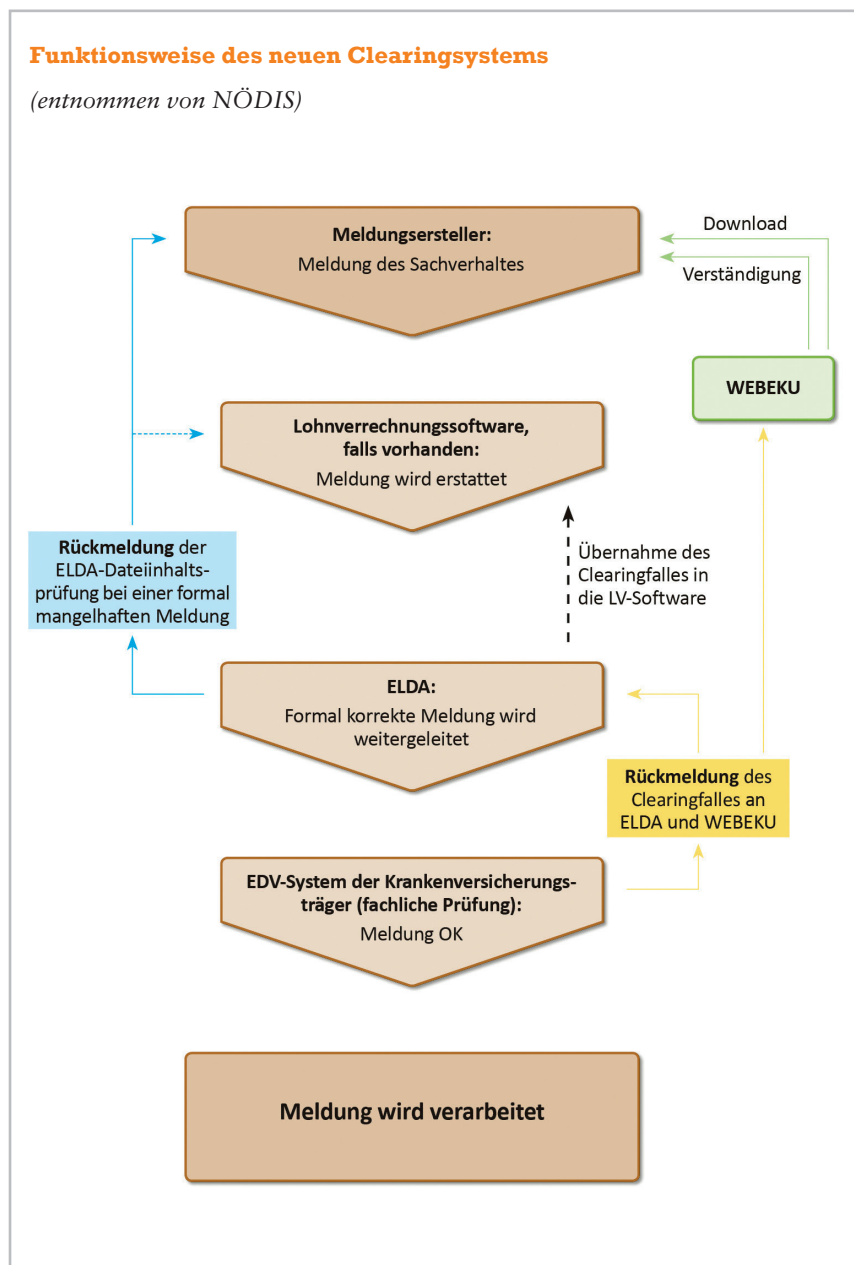 Funktionsweise des neuen Clearingsystems
(entnommen von NÖDIS)
Meldungsersteller:
Meldung des Sachverhaltes
Download
Verständigung
WEBEKU
Lohnverrechnungssoftware,
falls vorhanden:
Meldung wird erstattet
Rückmeldung der
ELDA-Dateiinhalts-
prüfung bei einer formal
mangelhaften Meldung
Übernahme des
Clearingfalles in
die LV-Software
ELDA:
Formal korrekte Meldung wird
weitergeleitet
Rückmeldung des
Clearingfalles an
ELDA und WEBEKU
EDV-System der Krankenversicherungs-
träger (fachliche Prüfung):
Meldung OK
Meldung wird verarbeitet